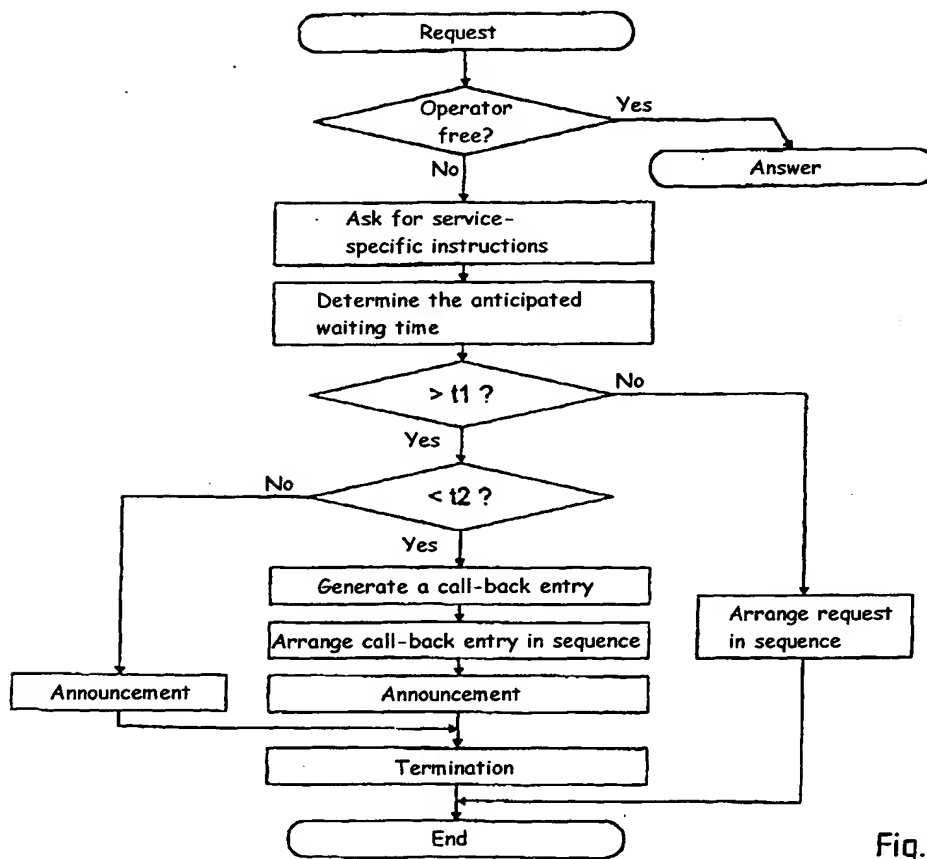 Request
Operator
free?
Yes
Answer
No
Ask for service-
specific instructions
Determine the anticipated
waiting time
> t1 ?
No
Yes
No
< t2 ?
Yes
Generate a call-back entry
Arrange call-back entry in sequence
Arrange request
in sequence
Announcement
Announcement
Termination
End
Fig.